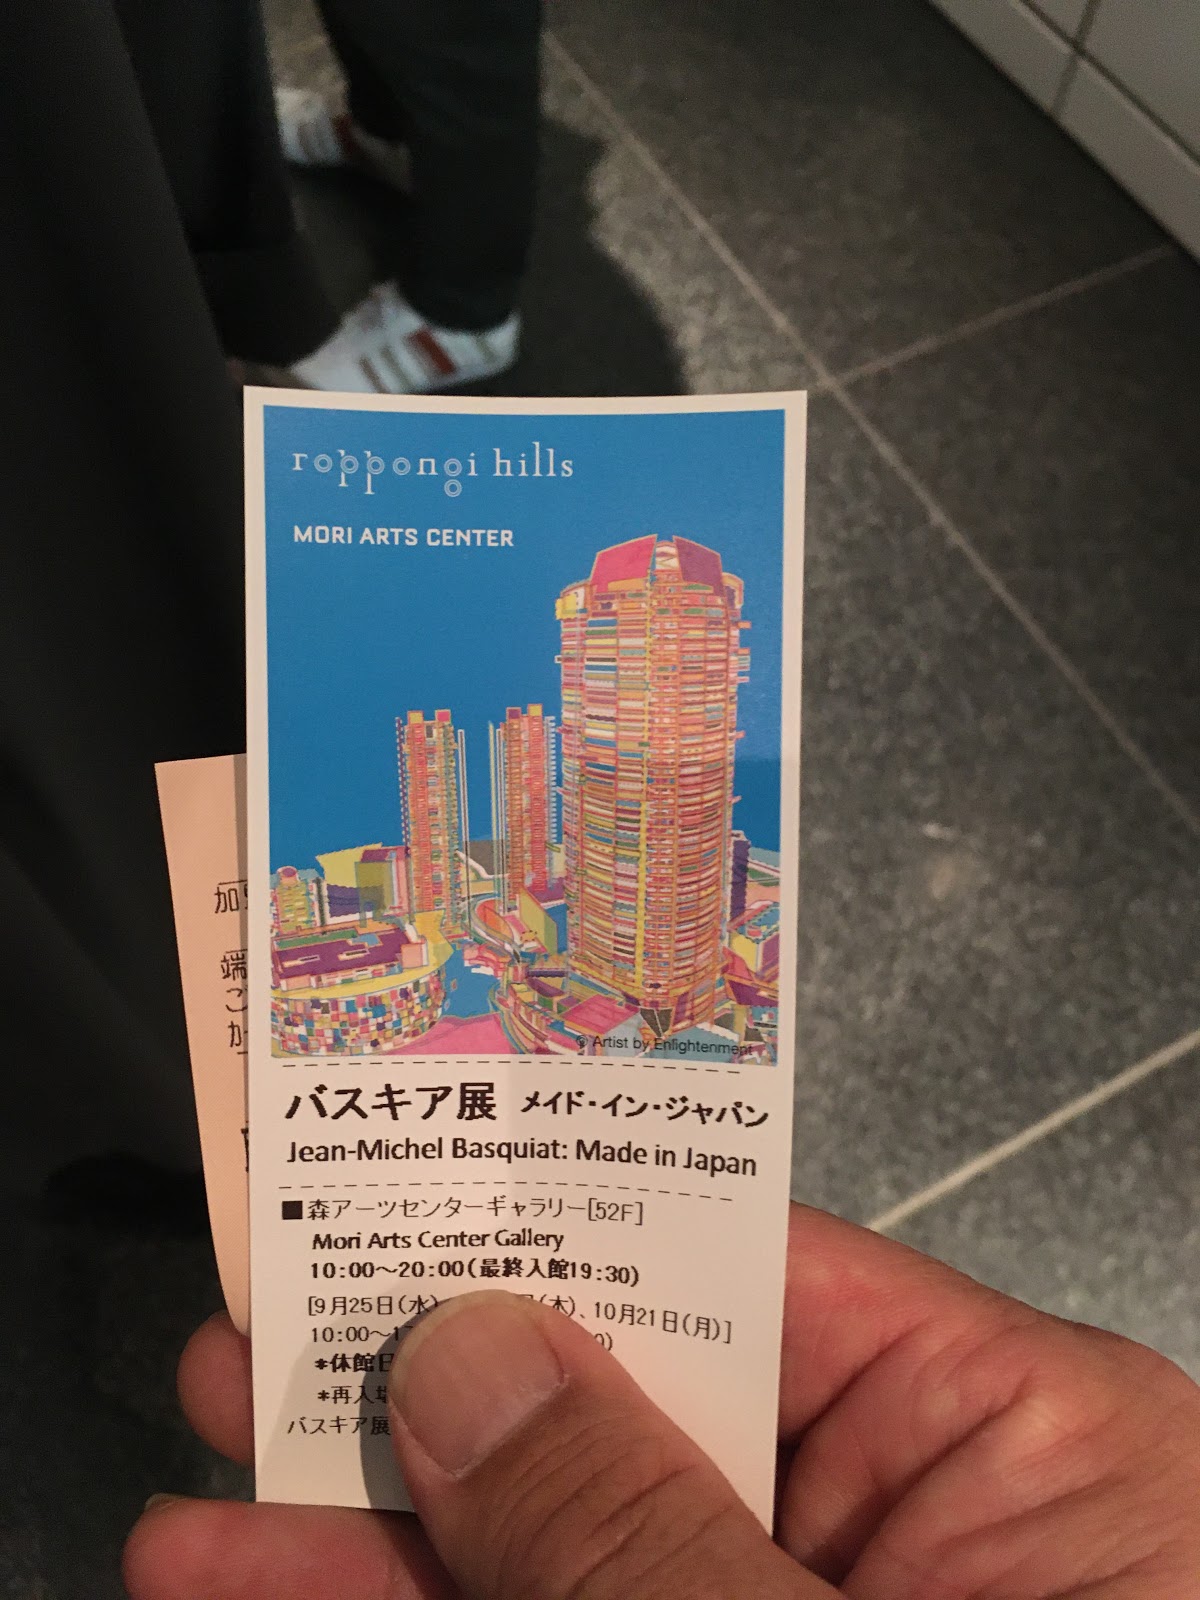 roppongi hills
MORI ARTS CENTER
© Artist by Enlightenment
バスキア展 メイド・イン・ジャパン
Jean-Michel Basquiat: Made in Japan
■森アーツセンターギャラリー[52F]
Mori Arts Center Gallery
10:00～20:00(最終入館19:30)
[9月25日(水) (木)、10月21日(月)]
10:00～1
*休館日
*再入場
バスキア展
加
端
ご
加